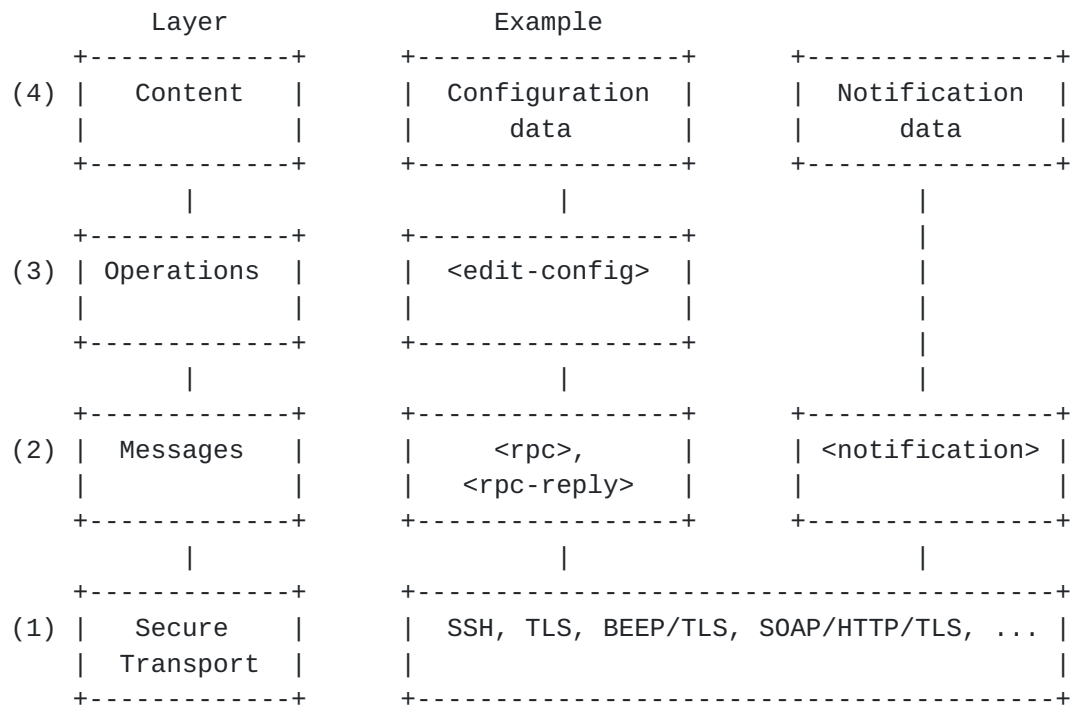 Layer Example
(4) Content Configuration Notification
data data
(3) Operations <edit-config>
(2) Messages <rpc>, <notification>
<rpc-reply>
(1) Secure SSH, TLS, BEEP/TLS, SOAP/HTTP/TLS, ...
Transport